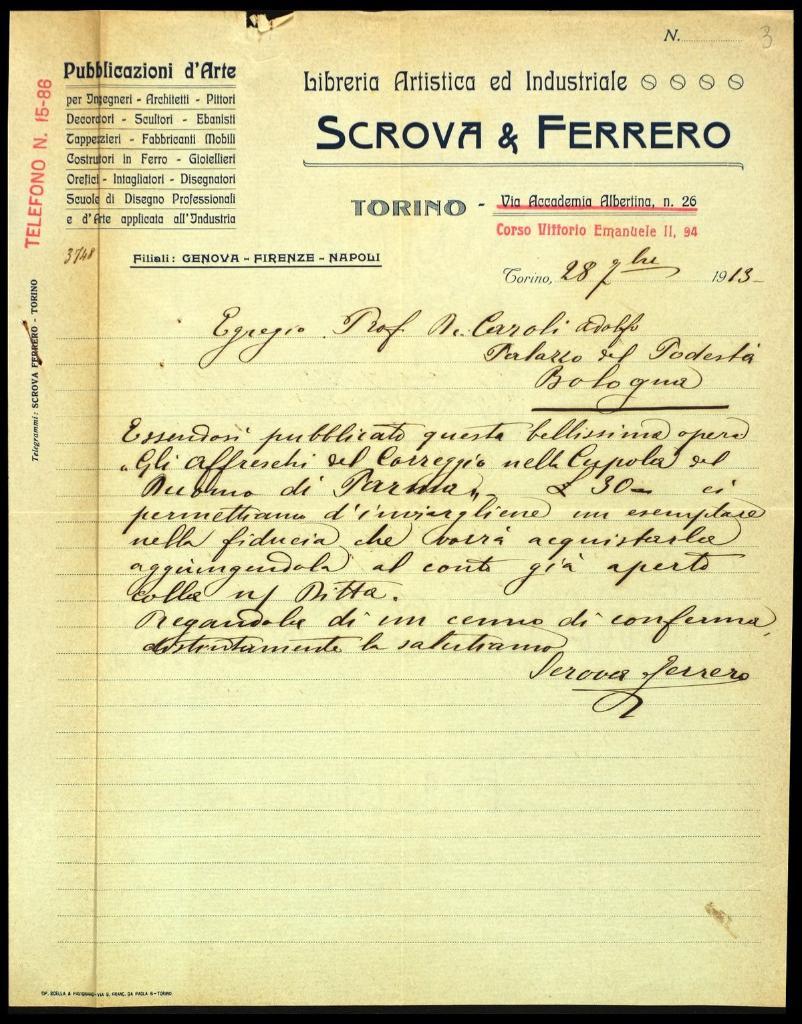 N.
3
Pubblicazioni d'Arte
per Ingegneri - Architetti - Pittori
Decoratori - Scultori - Ebanisti
Tappezzieri - Fabbricanti Mobili
Costruttori in Ferro - Gioiellieri
Orefici - Intagliatori - Disegnatori
Scuole di Disegno Professionali
e d'Arte applicata all'Industria
TELEFONO N. 15-86
Libreria Artistica ed Industriale
SCROVA & FERRERO
TORINO - Via Accademia Albertina, n. 26
Corso Vittorio Emanuele II, 94
3748
Filiali: GENOVA - FIRENZE - NAPOLI
Torino, 28 9bre 1913-
Telegrammi: SCROVA FERRERO - TORINO
Egregio Prof. De Caroli Adolfo
Palazzo del Podestà
Bologna
Essendosi pubblicato questa bellissima opera
"Gli Affreschi del Correggio nella Cupola del
Duomo di Parma" £ 30 - ci
permettiamo d'inviargliene un esemplare
nella fiducia che vorrà acquistarla
aggiungendola al conto già aperto
colla n/ Ditta.
Pregandola di un cenno di conferma,
distintamente la salutiamo
Scrova Ferrero